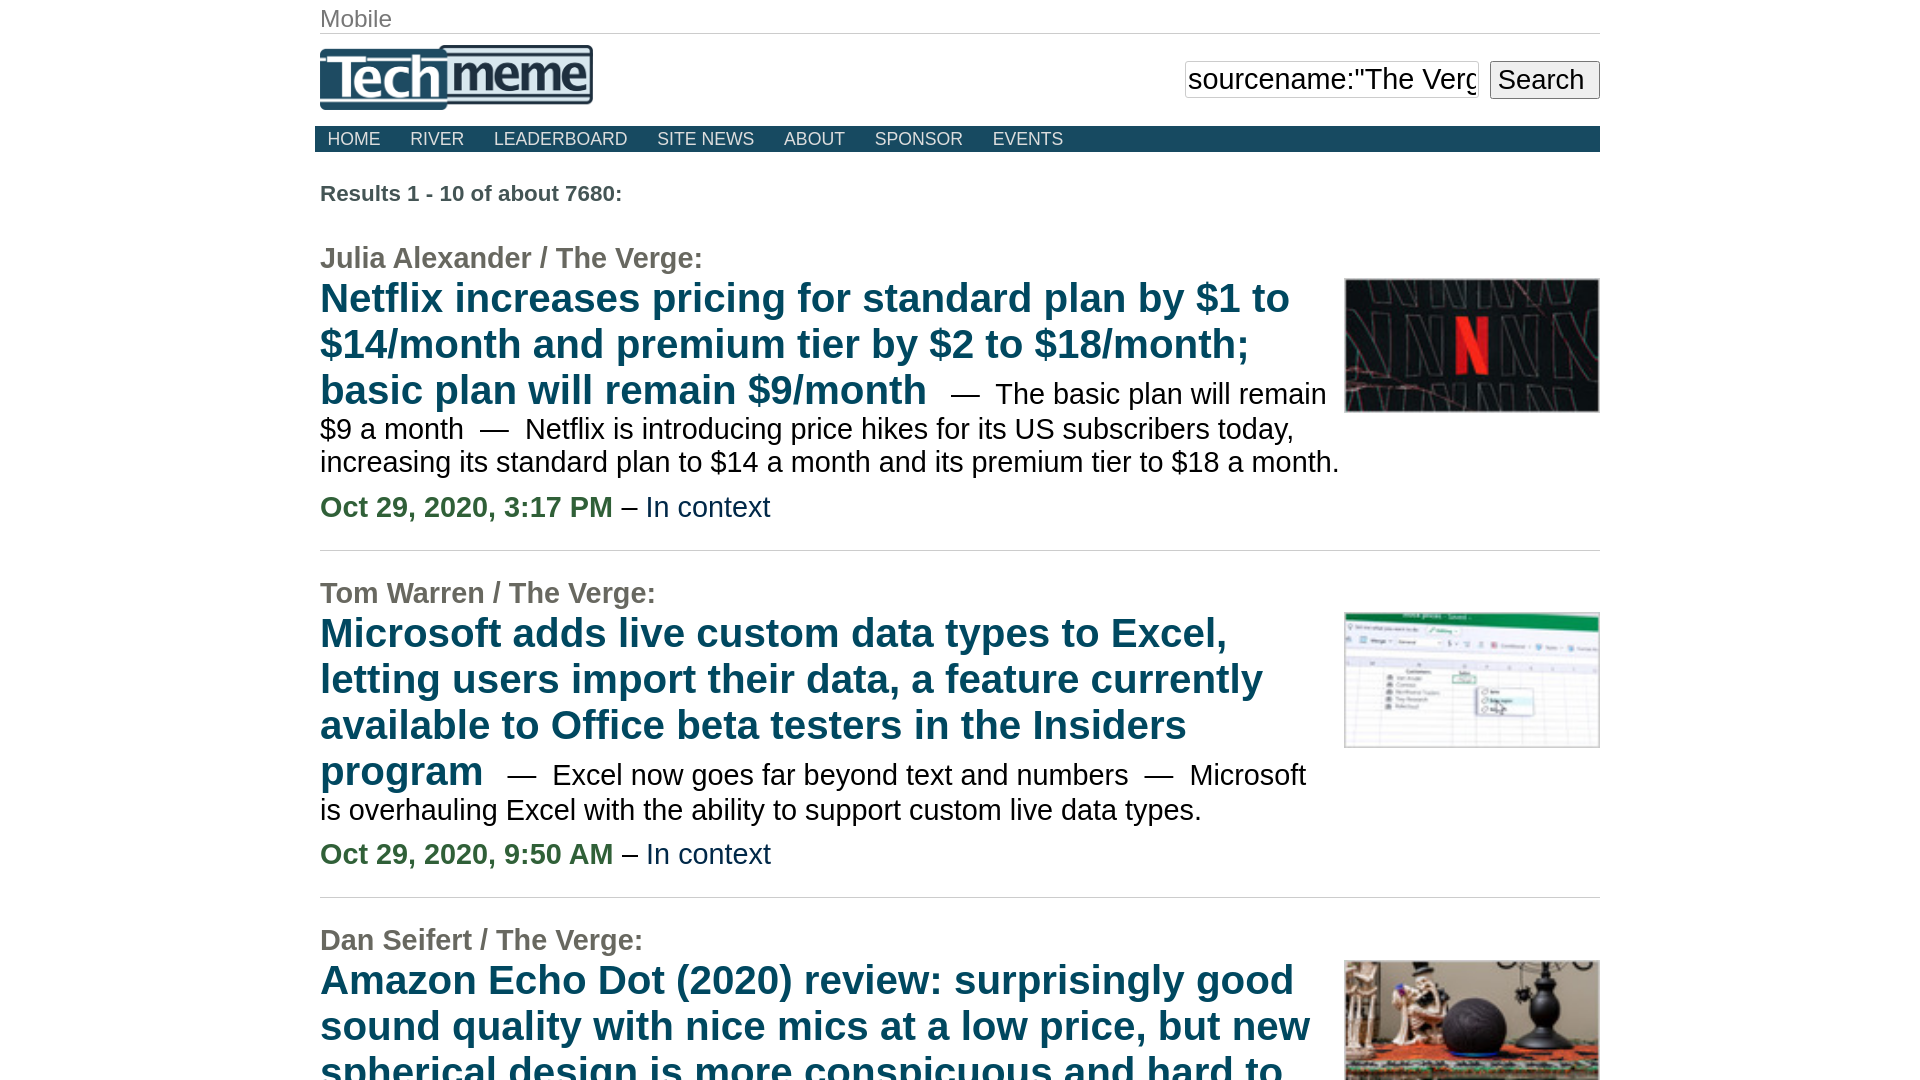 Mobile
Techmeme
sourcename:"The Verg
Search
HOME RIVER LEADERBOARD SITE NEWS ABOUT SPONSOR EVENTS
Results 1 - 10 of about 7680:
Julia Alexander / The Verge:
Netflix increases pricing for standard plan by $1 to
$14/month and premium tier by $2 to $18/month;
basic plan will remain $9/month — The basic plan will remain
$9 a month — Netflix is introducing price hikes for its US subscribers today,
increasing its standard plan to $14 a month and its premium tier to $18 a month.
Oct 29, 2020, 3:17 PM – In context
Tom Warren / The Verge:
Microsoft adds live custom data types to Excel,
letting users import their data, a feature currently
available to Office beta testers in the Insiders
program — Excel now goes far beyond text and numbers — Microsoft
is overhauling Excel with the ability to support custom live data types.
Oct 29, 2020, 9:50 AM – In context
Dan Seifert / The Verge:
Amazon Echo Dot (2020) review: surprisingly good
sound quality with nice mics at a low price, but new
spherical design is more conspicuous and hard to